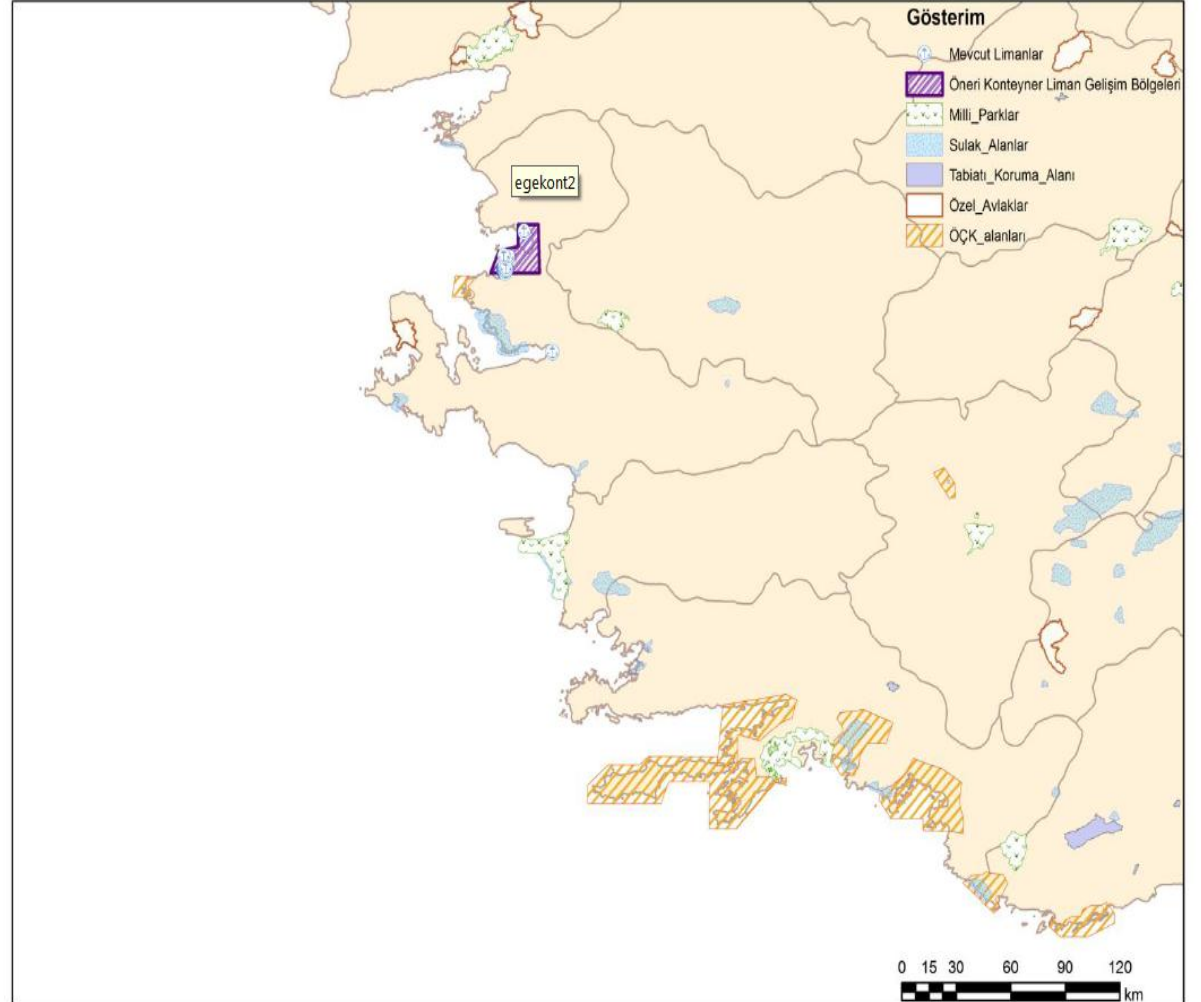 Gösterim
Mevcut Limanlar
Öneri Konteyner Liman Gelişim Bölgeleri
Milli_Parklar
Sulak_Alanlar
Tabiatı_Koruma_Alanı
Özel_Avlaklar
ÖÇK_alanları
egekont2
0 15 30 60 90 120
km